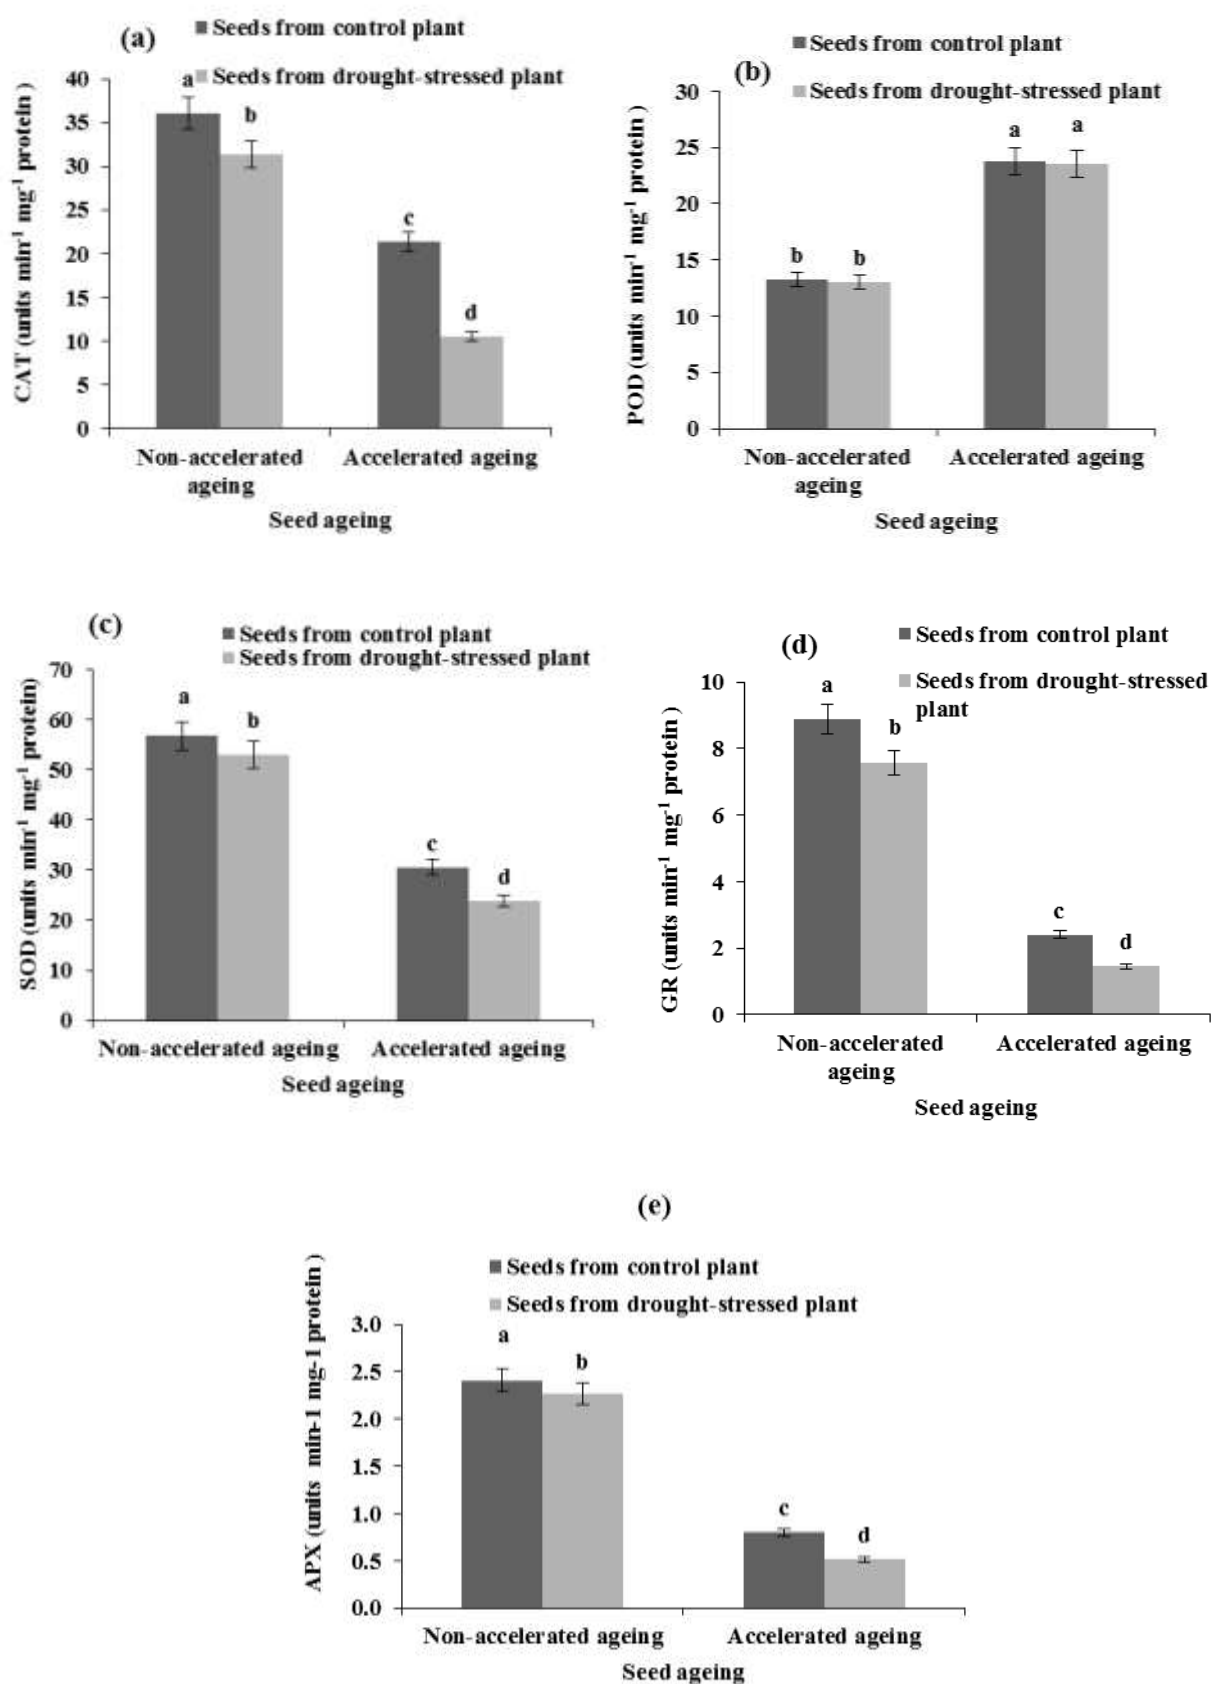 (a)
Seeds from control plant
Seeds from drought-stressed plant
CAT (units min⁻¹ mg⁻¹ protein)
40
35
30
25
20
15
10
5
0
a
b
c
d
Non-accelerated
ageing
Accelerated ageing
Seed ageing
(b)
Seeds from control plant
Seeds from drought-stressed plant
POD (units min⁻¹ mg⁻¹ protein )
30
25
20
15
10
5
0
b
b
a
a
Non-accelerated
ageing
Accelerated ageing
Seed ageing
(c)
Seeds from control plant
Seeds from drought-stressed plant
SOD (units min⁻¹ mg⁻¹ protein)
70
60
50
40
30
20
10
0
a
b
c
d
Non-accelerated ageing
Accelerated ageing
Seed ageing
(d)
Seeds from control plant
Seeds from drought-stressed
plant
GR (units min⁻¹ mg⁻¹ protein )
10
8
6
4
2
0
a
b
c
d
Non-accelerated
ageing
Accelerated ageing
Seed ageing
(e)
Seeds from control plant
Seeds from drought-stressed plant
APX (units min-1 mg-1 protein )
3.0
2.5
2.0
1.5
1.0
0.5
0.0
a
b
c
d
Non-accelerated ageing
Accelerated ageing
Seed ageing